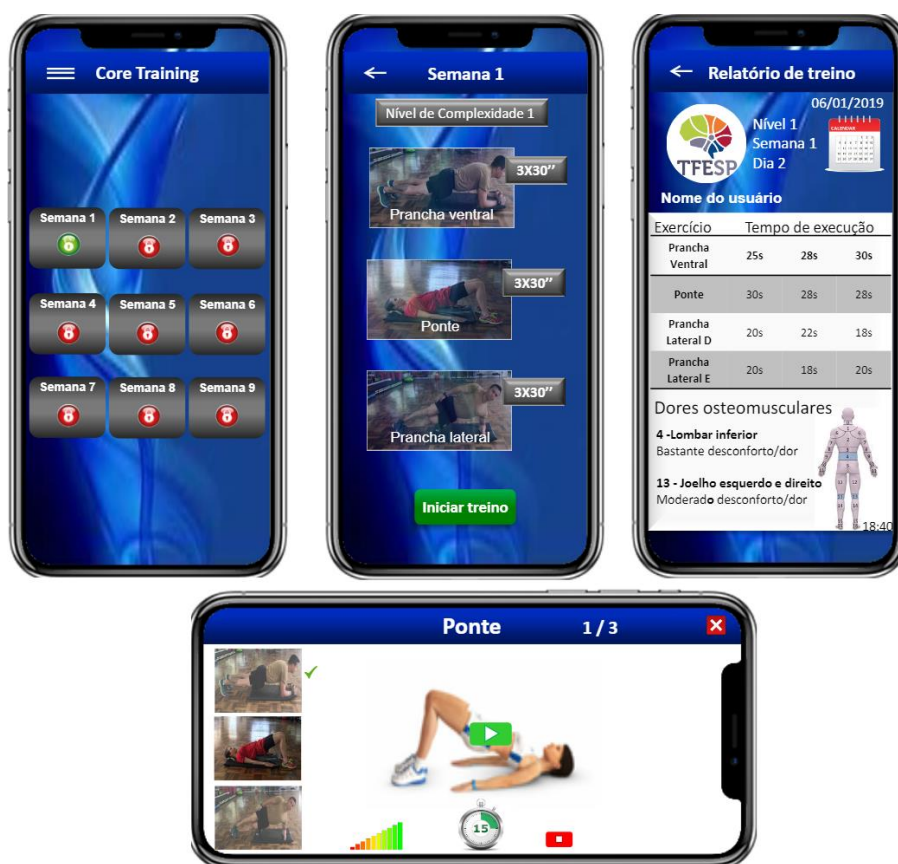 Core Training
Semana 1
Semana 2
Semana 3
Semana 4
Semana 5
Semana 6
Semana 7
Semana 8
Semana 9
Semana 1
Nível de Complexidade 1
3X30’’
Prancha ventral
3X30’’
Ponte
3X30’’
Prancha lateral
Iniciar treino
Relatório de treino
06/01/2019
Nível 1
Semana 1
Dia 2
CALENDAR
TFESP
Nome do usuário
Exercício Tempo de execução
Prancha
Ventral 25s 28s 30s
Ponte 30s 28s 28s
Prancha
Lateral D 20s 22s 18s
Prancha
Lateral E 20s 18s 20s
Dores osteomusculares
4 -Lombar inferior
Bastante desconforto/dor
13 - Joelho esquerdo e direito
Moderado desconforto/dor
18:40
Ponte 1 / 3
15